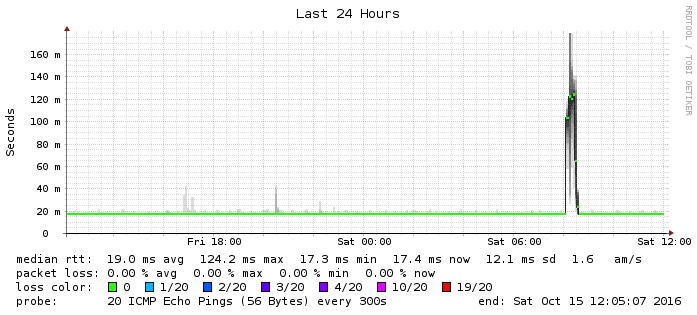 Last 24 Hours
RRDTOOL / TOBI OETIKER
Seconds
160 m
140 m
120 m
100 m
80 m
60 m
40 m
20 m
0
Fri 18:00 Sat 00:00 Sat 06:00 Sat 12:00
median rtt: 19.0 ms avg 124.2 ms max 17.3 ms min 17.4 ms now 12.1 ms sd 1.6 am/s
packet loss: 0.00 % avg 0.00 % max 0.00 % min 0.00 % now
loss color: 0 1/20 2/20 3/20 4/20 10/20 19/20
probe: 20 ICMP Echo Pings (56 Bytes) every 300s end: Sat Oct 15 12:05:07 2016